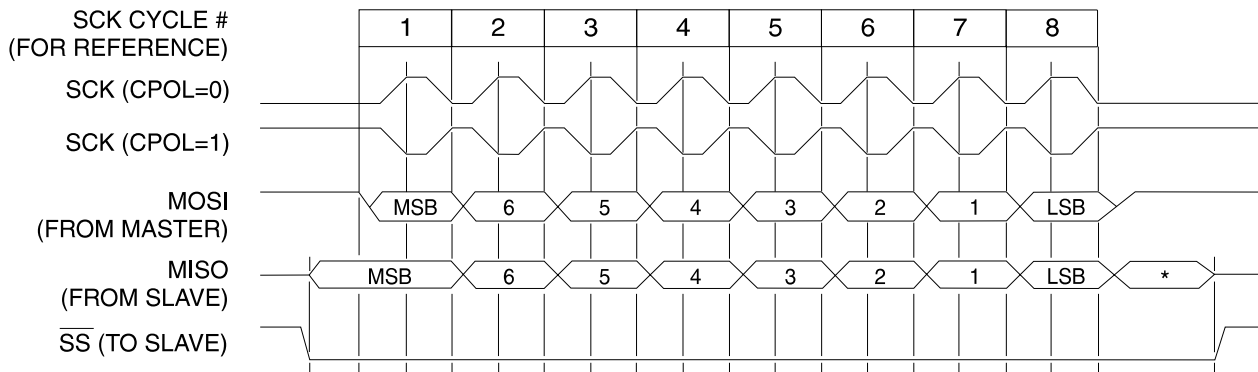 SCK CYCLE # 1 2 3 4 5 6 7 8
(FOR REFERENCE)
SCK (CPOL=0)
SCK (CPOL=1)
MOSI MSB 6 5 4 3 2 1 LSB
(FROM MASTER)
MISO MSB 6 5 4 3 2 1 LSB *
(FROM SLAVE)
SS (TO SLAVE)